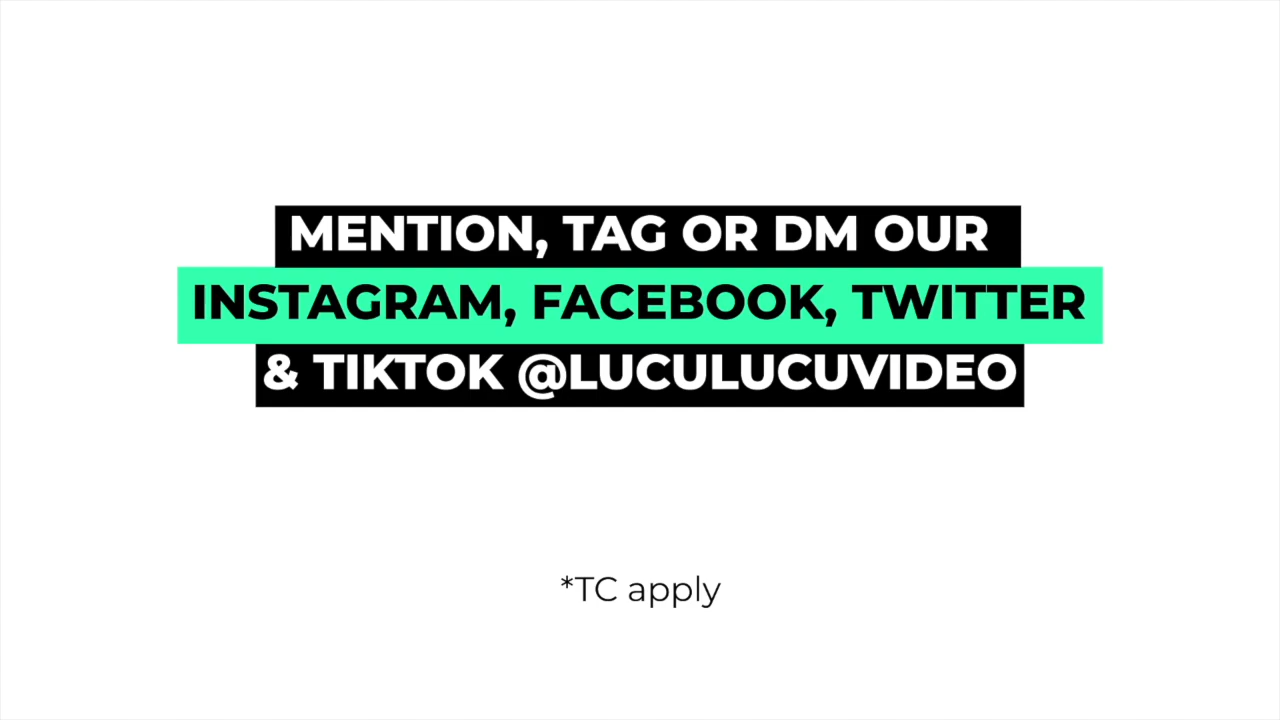 MENTION, TAG OR DM OUR
INSTAGRAM, FACEBOOK, TWITTER
& TIKTOK @LUCULUCUVIDEO
*TC apply